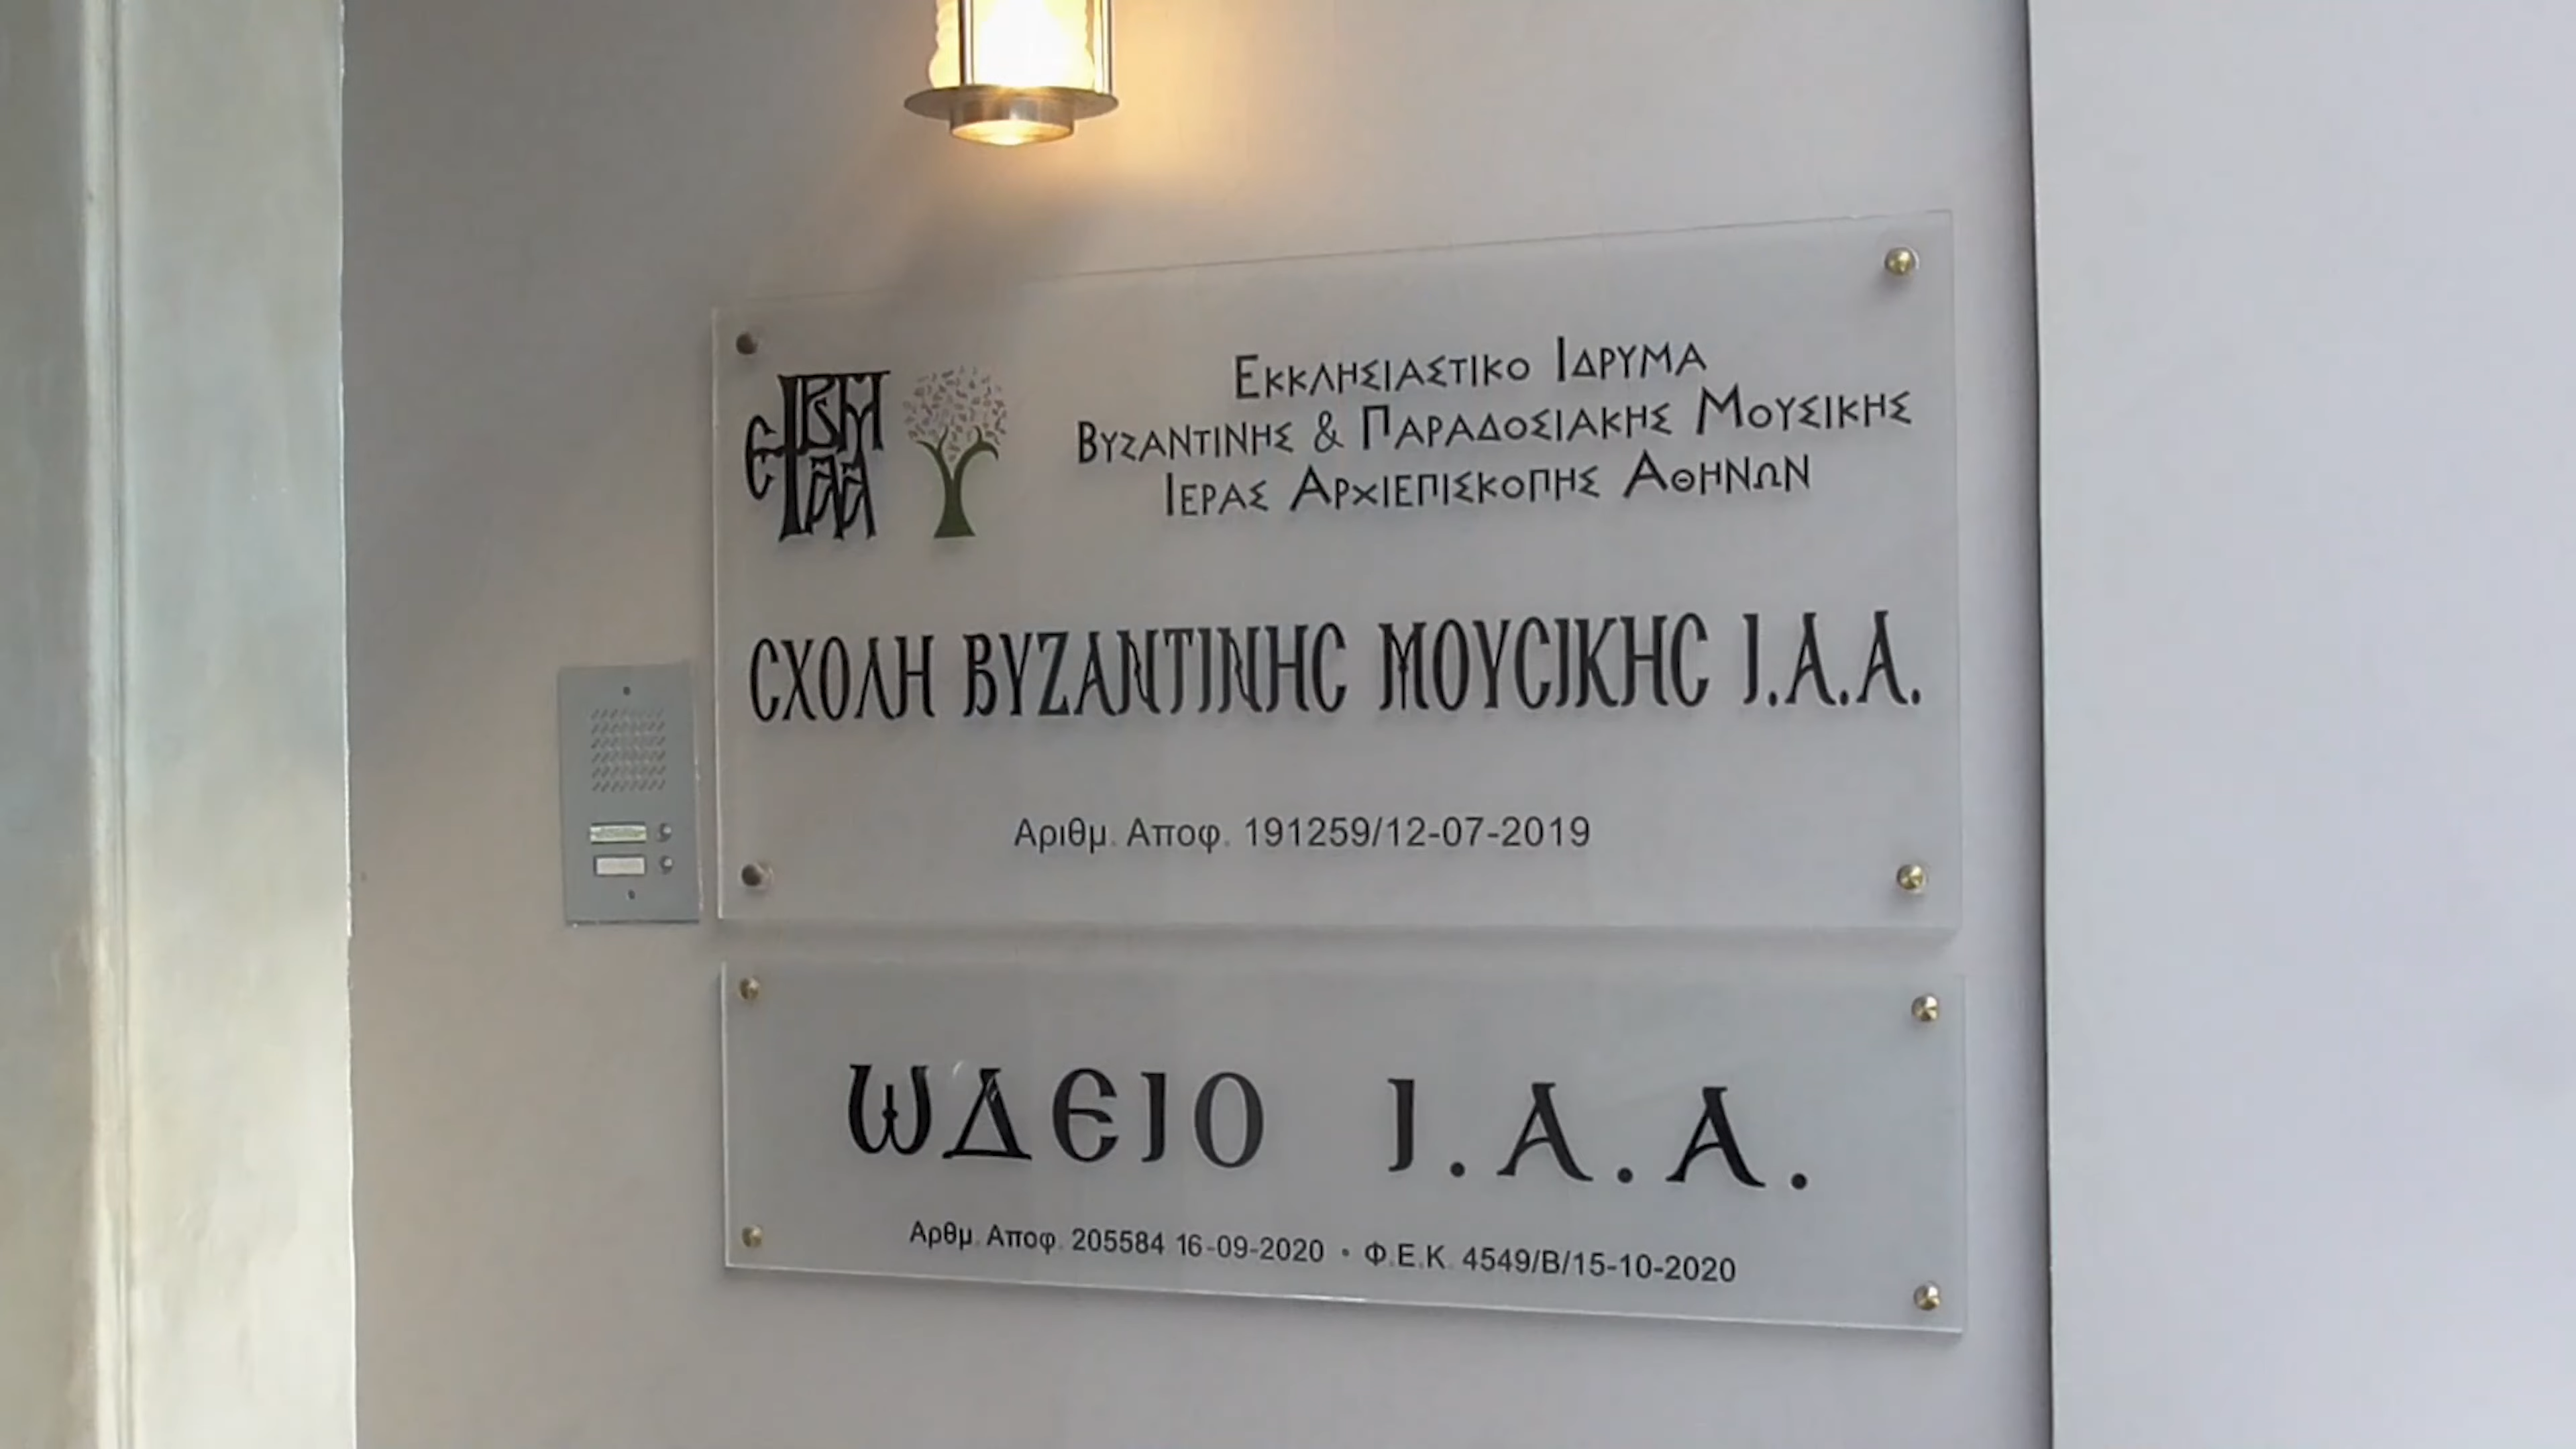 Εκκλησιαστικο Ιδρυμα
Βυζαντινης & Παραδοσιακης Μουσικης
Ιερας Αρχιεπισκοπης Αθηνων
ϹΧΟΛΗ ΒΥΖΑΝΤΙΝΗϹ ΜΟΥϹΙΚΗϹ Ι.Α.Α.
Αριθμ. Αποφ. 191259/12-07-2019
ΩΔΕΙΟ Ι.Α.Α.
Αρθμ. Αποφ. 205584 16-09-2020 • Φ.Ε.Κ. 4549/Β/15-10-2020